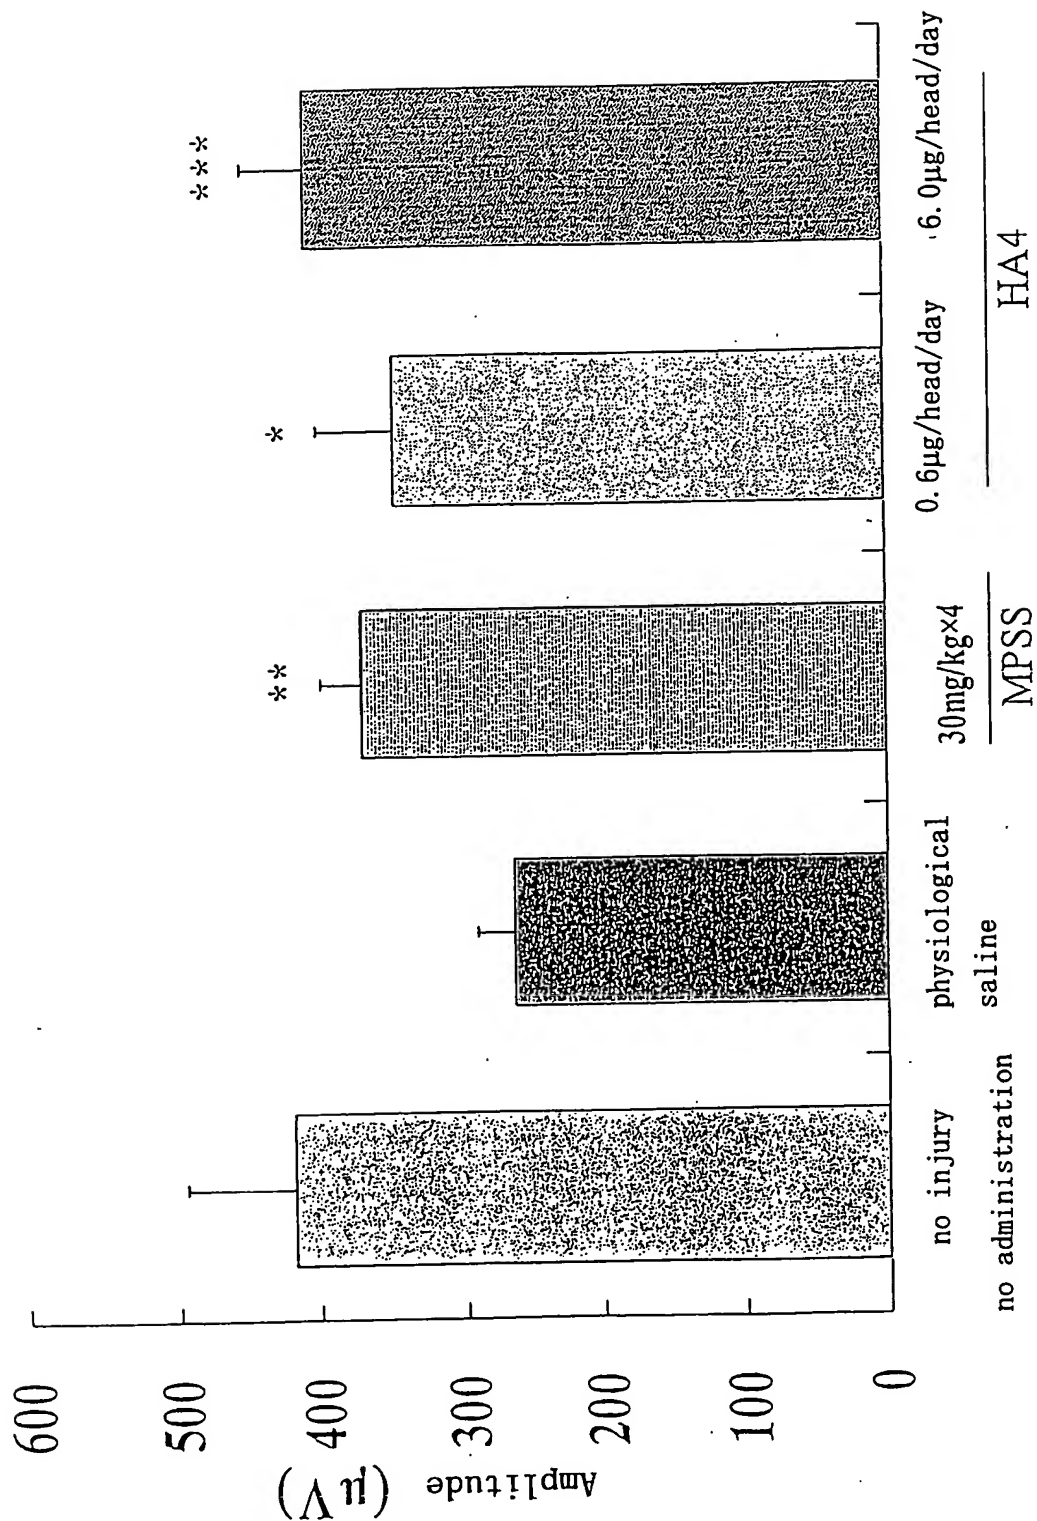 Amplitude
(μV)
600
500
400
300
200
100
0
***
*
**
no injury
no administration
physiological
saline
30mg/kg×4
MPSS
0.6μg/head/day
6.0μg/head/day
HA4